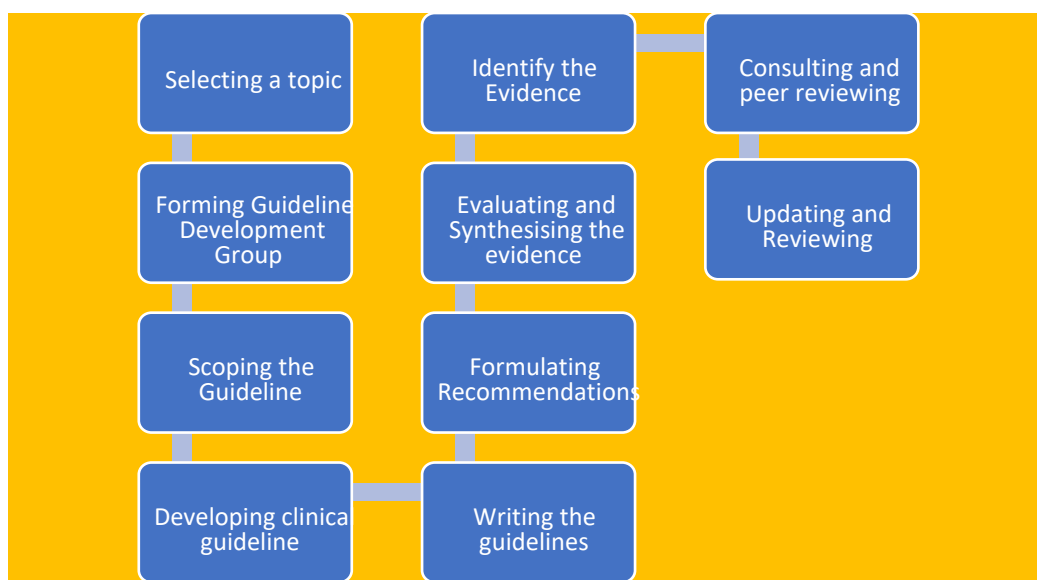 Selecting a topic
Forming Guideline
Development
Group
Scoping the
Guideline
Developing clinical
guideline
Identify the
Evidence
Evaluating and
Synthesising the
evidence
Formulating
Recommendations
Writing the
guidelines
Consulting and
peer reviewing
Updating and
Reviewing